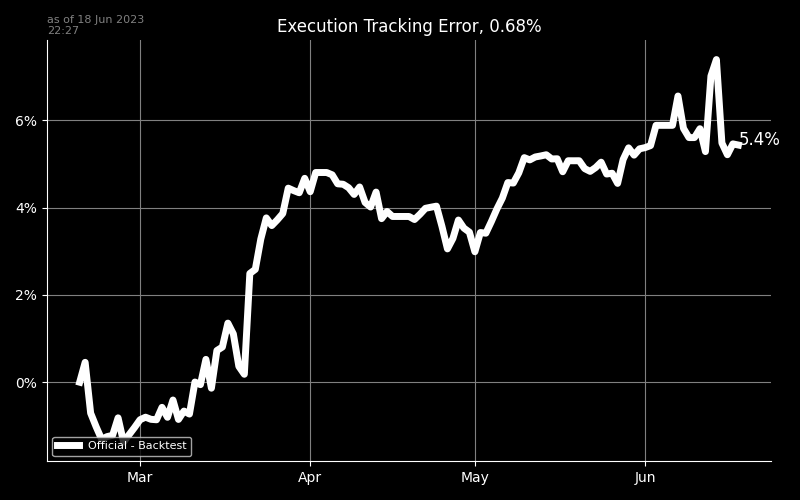 as of 18 Jun 2023
22:27
Execution Tracking Error, 0.68%
6%
4%
2%
0%
5.4%
Official - Backtest
Mar
Apr
May
Jun